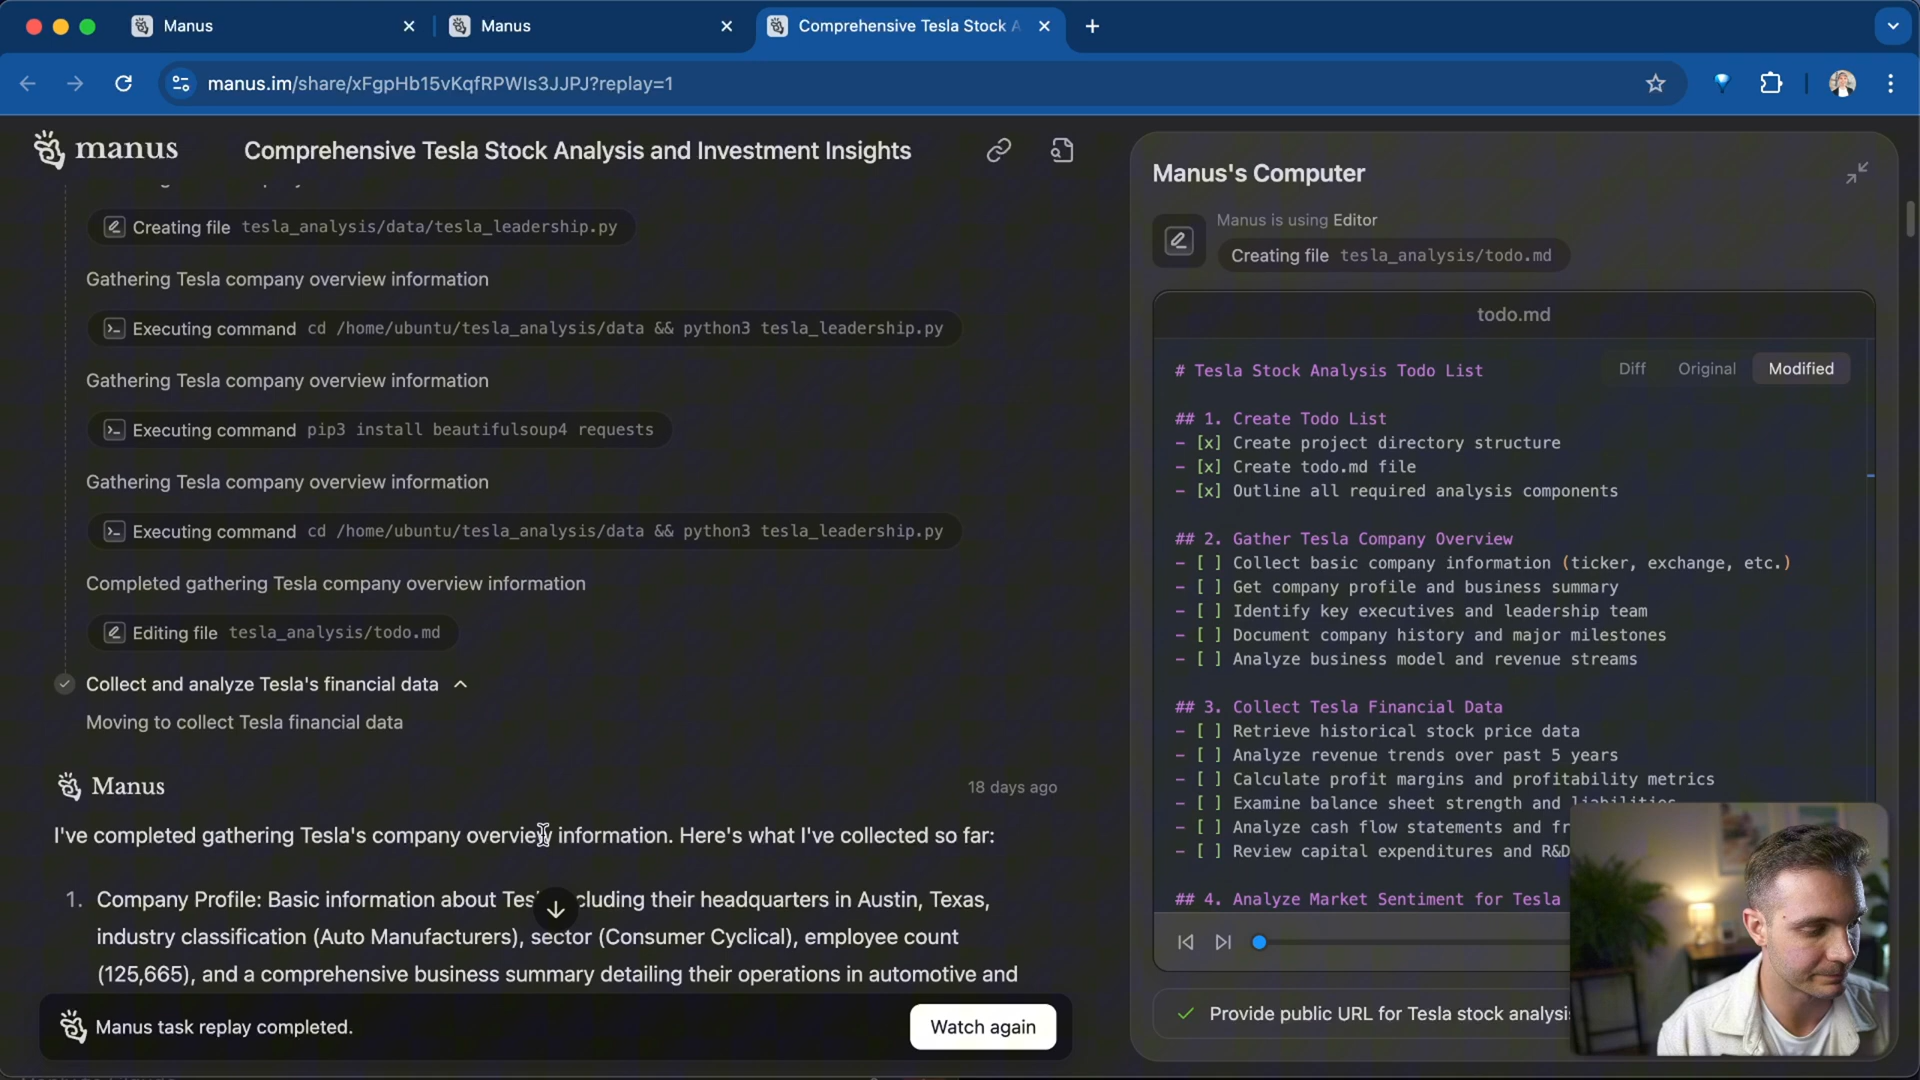 Manus
Manus
Comprehensive Tesla Stock A
manus.im/share/xFgpHb15vKqfRPWIs3JJPJ?replay=1
manus
Comprehensive Tesla Stock Analysis and Investment Insights
Creating file tesla_analysis/data/tesla_leadership.py
Gathering Tesla company overview information
Executing command cd /home/ubuntu/tesla_analysis/data && python3 tesla_leadership.py
Gathering Tesla company overview information
Executing command pip3 install beautifulsoup4 requests
Gathering Tesla company overview information
Executing command cd /home/ubuntu/tesla_analysis/data && python3 tesla_leadership.py
Completed gathering Tesla company overview information
Editing file tesla_analysis/todo.md
Collect and analyze Tesla's financial data
Moving to collect Tesla financial data
Manus
18 days ago
I've completed gathering Tesla's company overview information. Here's what I've collected so far:
1. Company Profile: Basic information about Tes cluding their headquarters in Austin, Texas,
industry classification (Auto Manufacturers), sector (Consumer Cyclical), employee count
(125,665), and a comprehensive business summary detailing their operations in automotive and
Manus task replay completed.
Watch again
Manus's Computer
Manus is using Editor
Creating file tesla_analysis/todo.md
todo.md
Diff Original Modified
# Tesla Stock Analysis Todo List
## 1. Create Todo List
- [x] Create project directory structure
- [x] Create todo.md file
- [x] Outline all required analysis components
## 2. Gather Tesla Company Overview
- [ ] Collect basic company information (ticker, exchange, etc.)
- [ ] Get company profile and business summary
- [ ] Identify key executives and leadership team
- [ ] Document company history and major milestones
- [ ] Analyze business model and revenue streams
## 3. Collect Tesla Financial Data
- [ ] Retrieve historical stock price data
- [ ] Analyze revenue trends over past 5 years
- [ ] Calculate profit margins and profitability metrics
- [ ] Examine balance sheet strength and liabilities
- [ ] Analyze cash flow statements and fr
- [ ] Review capital expenditures and R&D
## 4. Analyze Market Sentiment for Tesla
Provide public URL for Tesla stock analysi